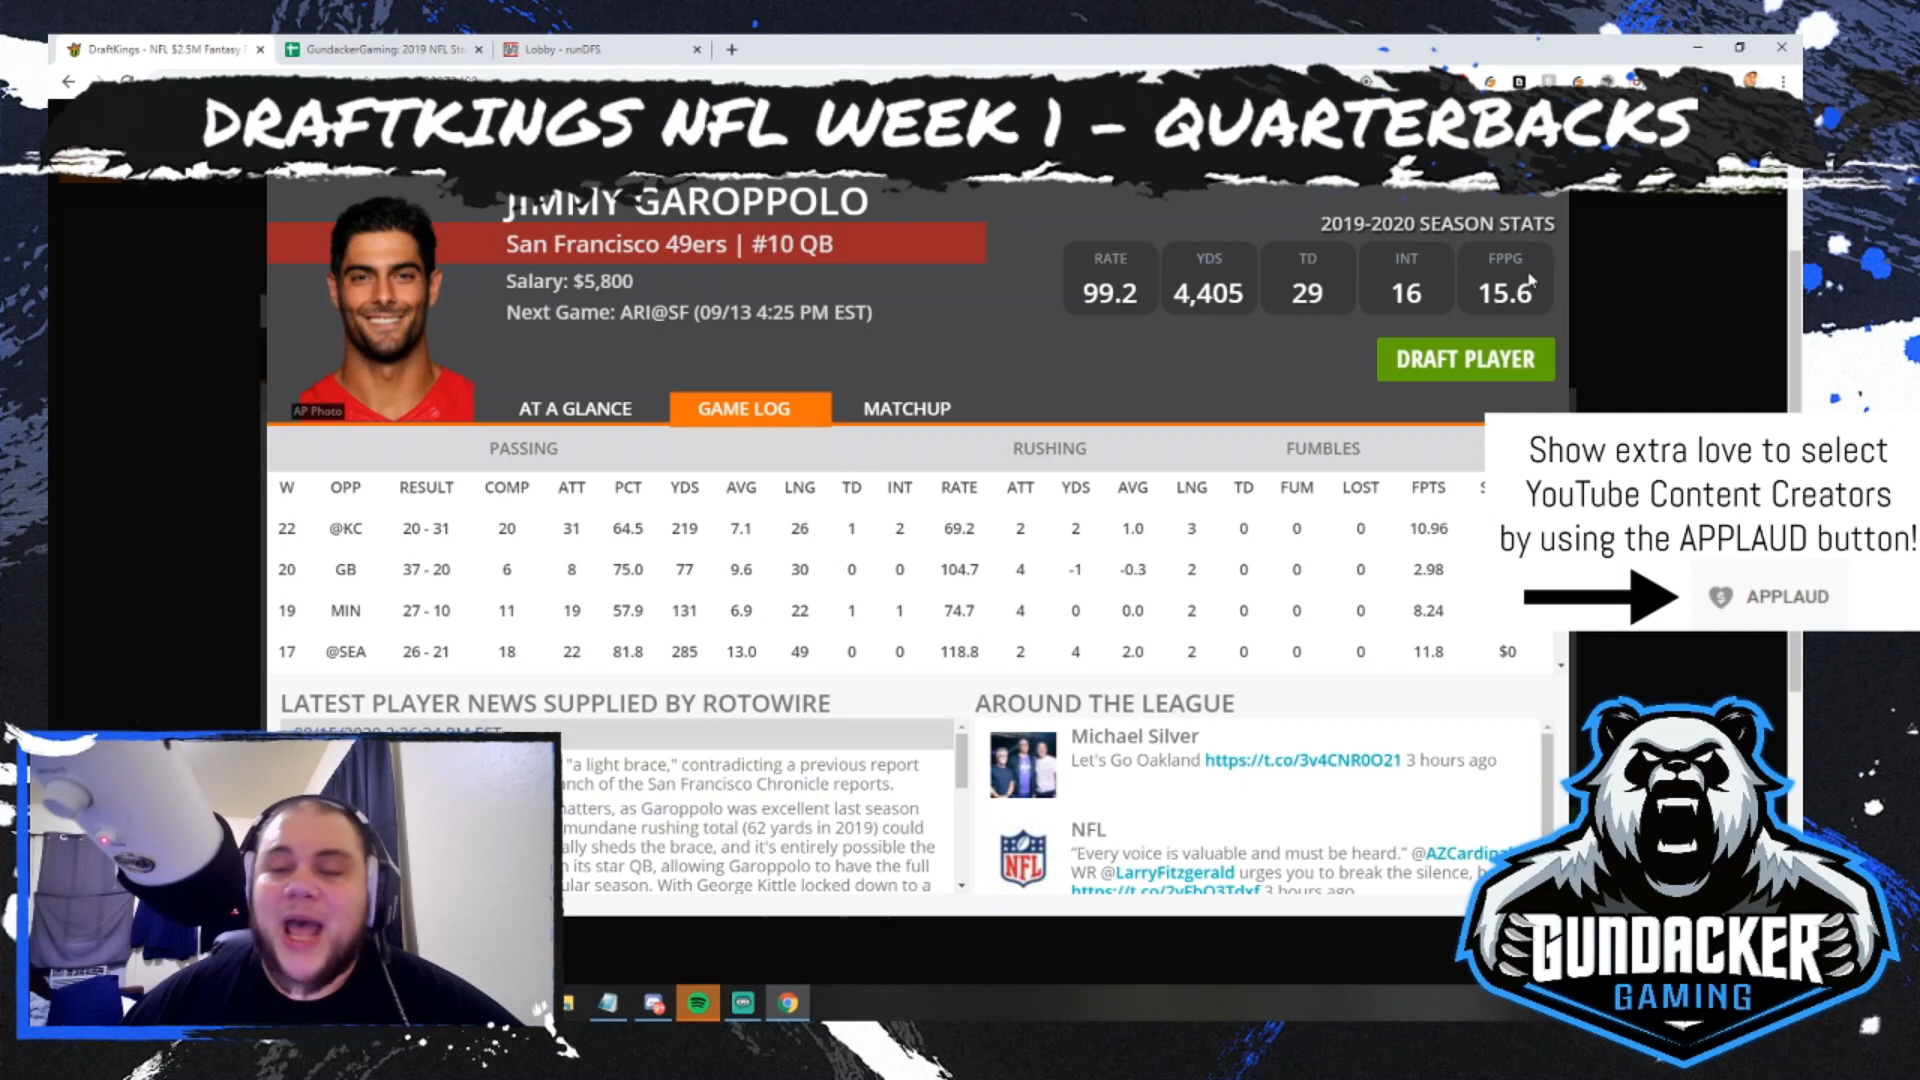 DraftKings - NFL $2.5M Fantasy
GundackerGaming: 2019 NFL Sta
Lobby - runDFS
DRAFTKINGS NFL WEEK 1 - QUARTERBACKS
JIMMY GAROPPOLO
San Francisco 49ers | #10 QB
Salary: $5,800
Next Game: ARI@SF (09/13 4:25 PM EST)
AP Photo
2019-2020 SEASON STATS
RATE YDS TD INT FPPG
99.2 4,405 29 16 15.6
DRAFT PLAYER
AT A GLANCE GAME LOG MATCHUP
PASSING RUSHING FUMBLES
W OPP RESULT COMP ATT PCT YDS AVG LNG TD INT RATE ATT YDS AVG LNG TD FUM LOST FPTS
22 @KC 20 - 31 20 31 64.5 219 7.1 26 1 2 69.2 2 2 1.0 3 0 0 0 10.96
20 GB 37 - 20 6 8 75.0 77 9.6 30 0 0 104.7 4 -1 -0.3 2 0 0 0 2.98
19 MIN 27 - 10 11 19 57.9 131 6.9 22 1 1 74.7 4 0 0.0 2 0 0 0 8.24
17 @SEA 26 - 21 18 22 81.8 285 13.0 49 0 0 118.8 2 4 2.0 2 0 0 0 11.8 $0
Show extra love to select
YouTube Content Creators
by using the APPLAUD button!
APPLAUD
LATEST PLAYER NEWS SUPPLIED BY ROTOWIRE
"a light brace," contradicting a previous report
nch of the San Francisco Chronicle reports.
atters, as Garoppolo was excellent last season
mundane rushing total (62 yards in 2019) could
ally sheds the brace, and it's entirely possible the
n its star QB, allowing Garoppolo to have the full
ular season. With George Kittle locked down to a
AROUND THE LEAGUE
Michael Silver
Let's Go Oakland https://t.co/3v4CNR0O21 3 hours ago
NFL
NFL
“Every voice is valuable and must be heard.” @AZCardina
WR @LarryFitzgerald urges you to break the silence, b
3 hours ago
GUNDACKER
GAMING